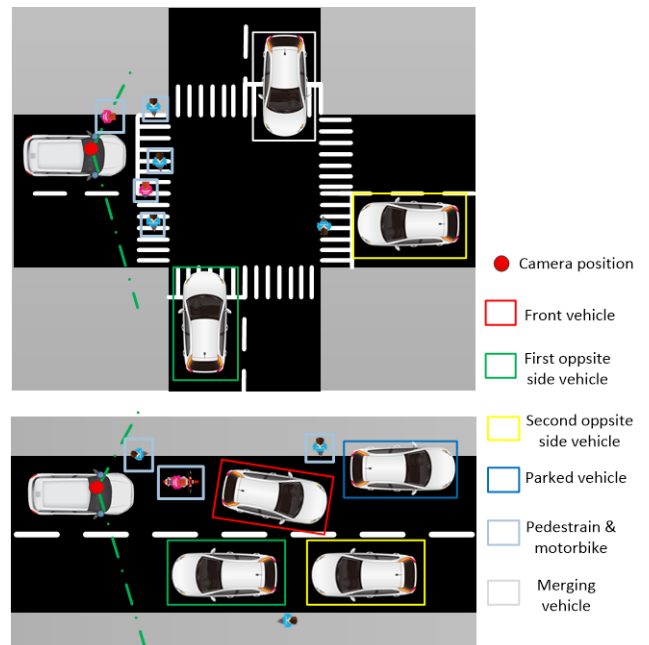 Camera position
Front vehicle
First oppsite
side vehicle
Second oppsite
side vehicle
Parked vehicle
Pedestrain &
motorbike
Merging
vehicle